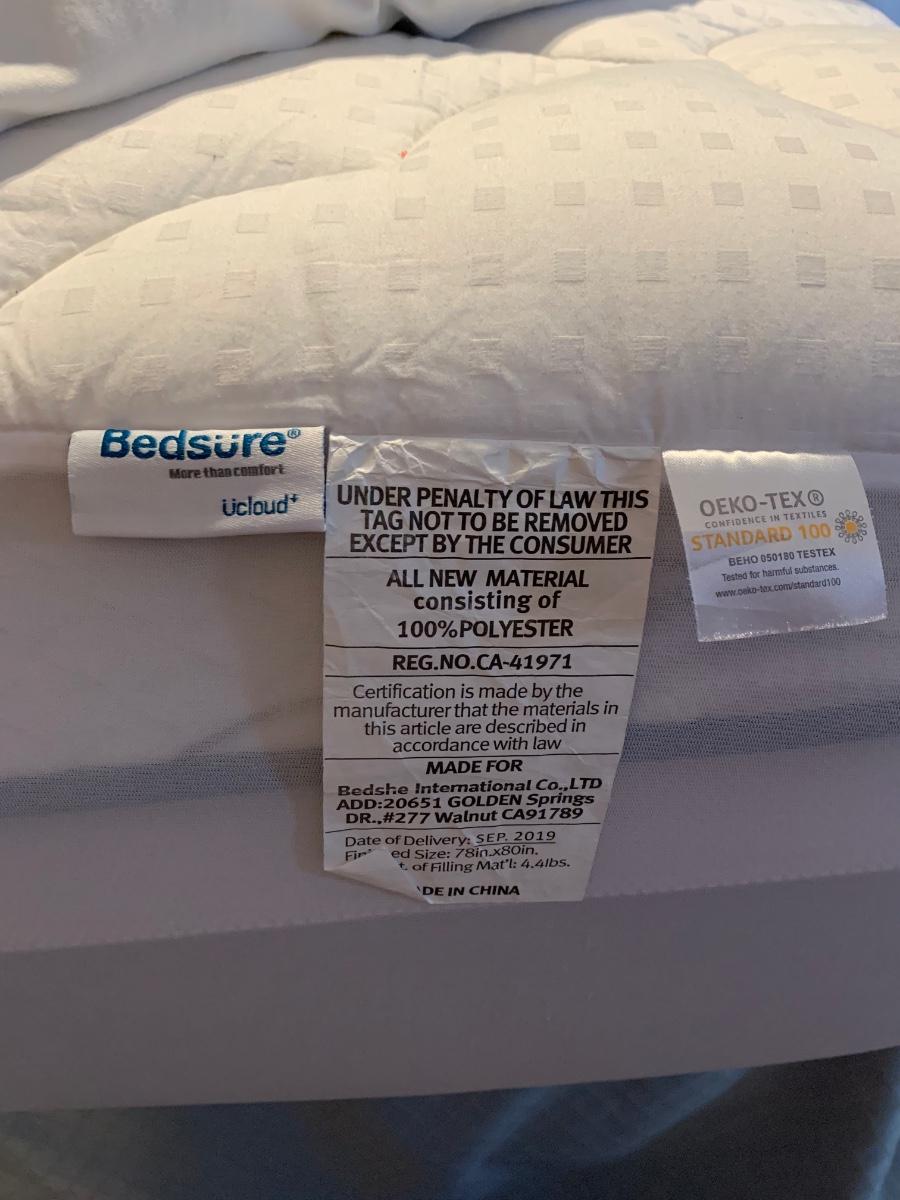 Bedsure®
More than comfort
Ücloud+
UNDER PENALTY OF LAW THIS
TAG NOT TO BE REMOVED
EXCEPT BY THE CONSUMER
ALL NEW MATERIAL
consisting of
100%POLYESTER
REG.NO.CA-41971
Certification is made by the
manufacturer that the materials in
this article are described in
accordance with law
MADE FOR
Bedshe International Co.,LTD
ADD:20651 GOLDEN Springs
DR.,#277 Walnut CA91789
Date of Delivery: SEP. 2019
ed Size: 78in.x80in.
of Filling Mat'l: 4.4lbs.
DE IN CHINA
OEKO-TEX®
CONFIDENCE IN TEXTILES
STANDARD 100
BEHO 050180 TESTEX
Tested for harmful substances.
www.oeko-tex.com/standard100